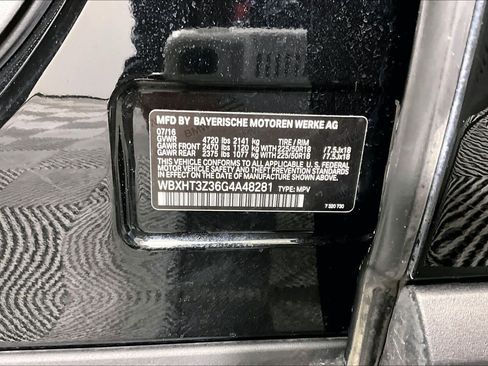 MFD BY BAYERISCHE MOTOREN WERKE AG
07/16
GVWR 4720 lbs 2141 kg TIRE / RIM
GAWR FRONT 2470 lbs 1120 kg WITH 225/50R18 /7.5Jx18
GAWR REAR 2375 lbs 1077 kg WITH 225/50R18 /7.5Jx18
THIS VEHICLE CONFORMS TO ALL APPLICABLE U. S. FEDERAL
MOTOR VEHICLE SAFETY AND THEFT PREVENTION STANDARDS
IN EFFECT ON THE DATE OF MANUFACTURE SHOWN ABOVE.
WBXHT3Z36G4A48281 TYPE: MPV
7 320 730